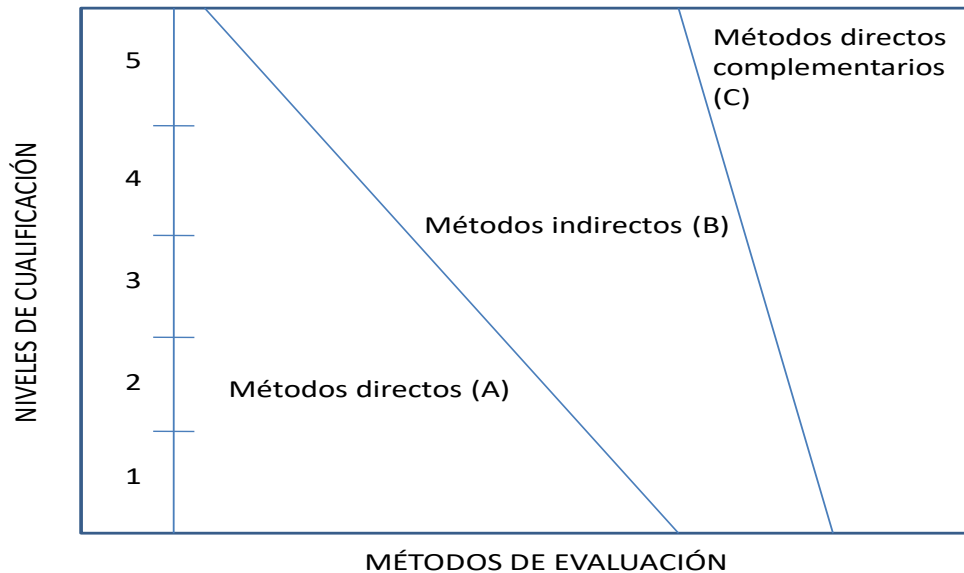 NIVELES DE CUALIFICACIÓN
5
4
3
2
1
Métodos directos
complementarios
(C)
Métodos indirectos (B)
Métodos directos (A)
MÉTODOS DE EVALUACIÓN